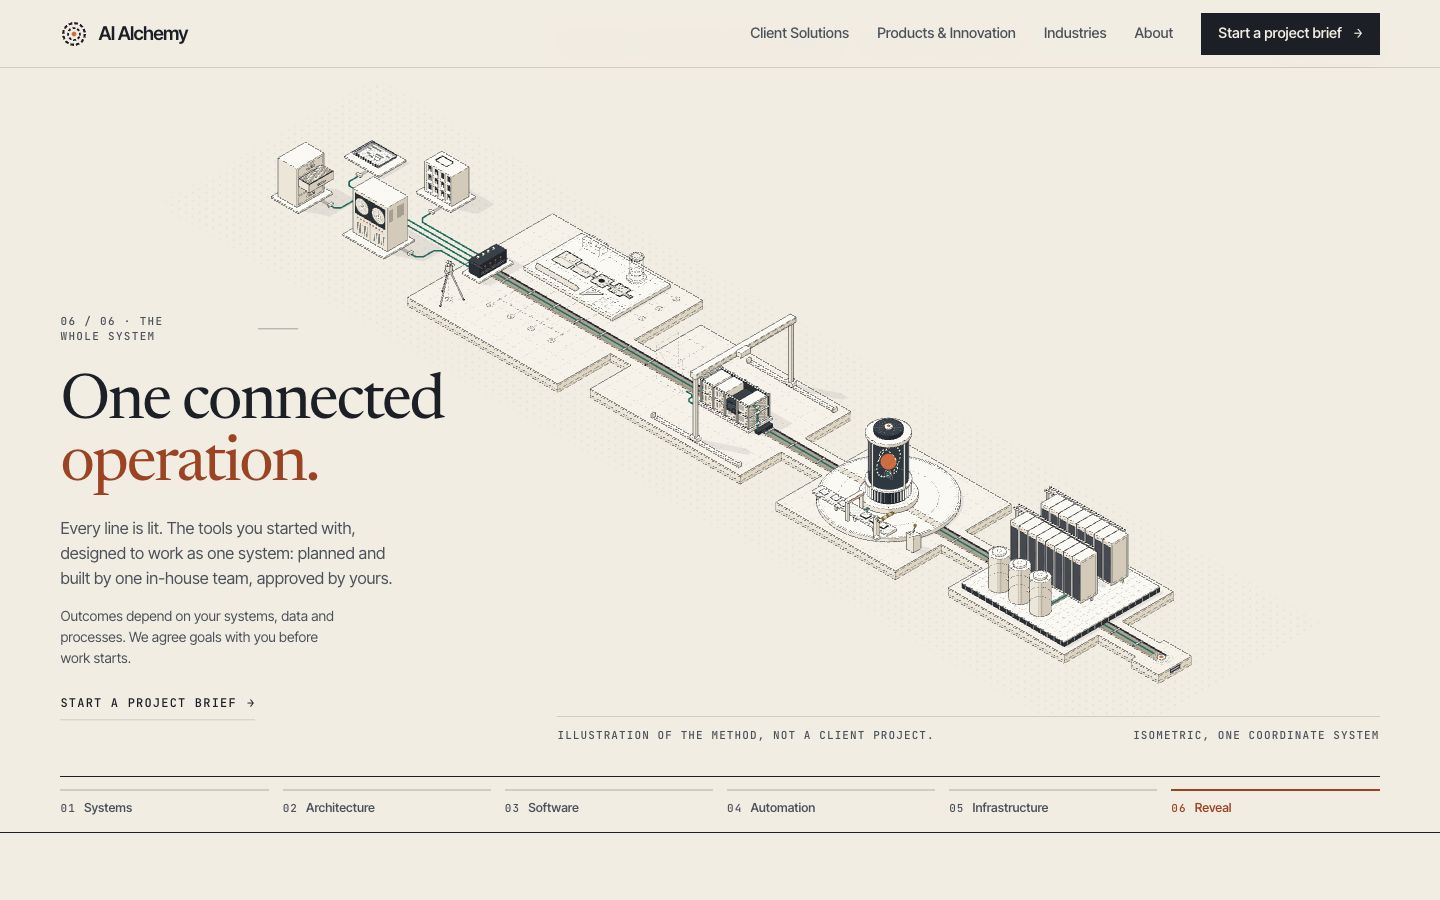 AI Alchemy
Client Solutions
Products & Innovation
Industries
About
Start a project brief →
06 / 06 · THE
WHOLE SYSTEM
One connected
operation.
Every line is lit. The tools you started with,
designed to work as one system: planned and
built by one in-house team, approved by yours.
Outcomes depend on your systems, data and
processes. We agree goals with you before
work starts.
START A PROJECT BRIEF →
ILLUSTRATION OF THE METHOD, NOT A CLIENT PROJECT.
ISOMETRIC, ONE COORDINATE SYSTEM
01 Systems
02 Architecture
03 Software
04 Automation
05 Infrastructure
06 Reveal